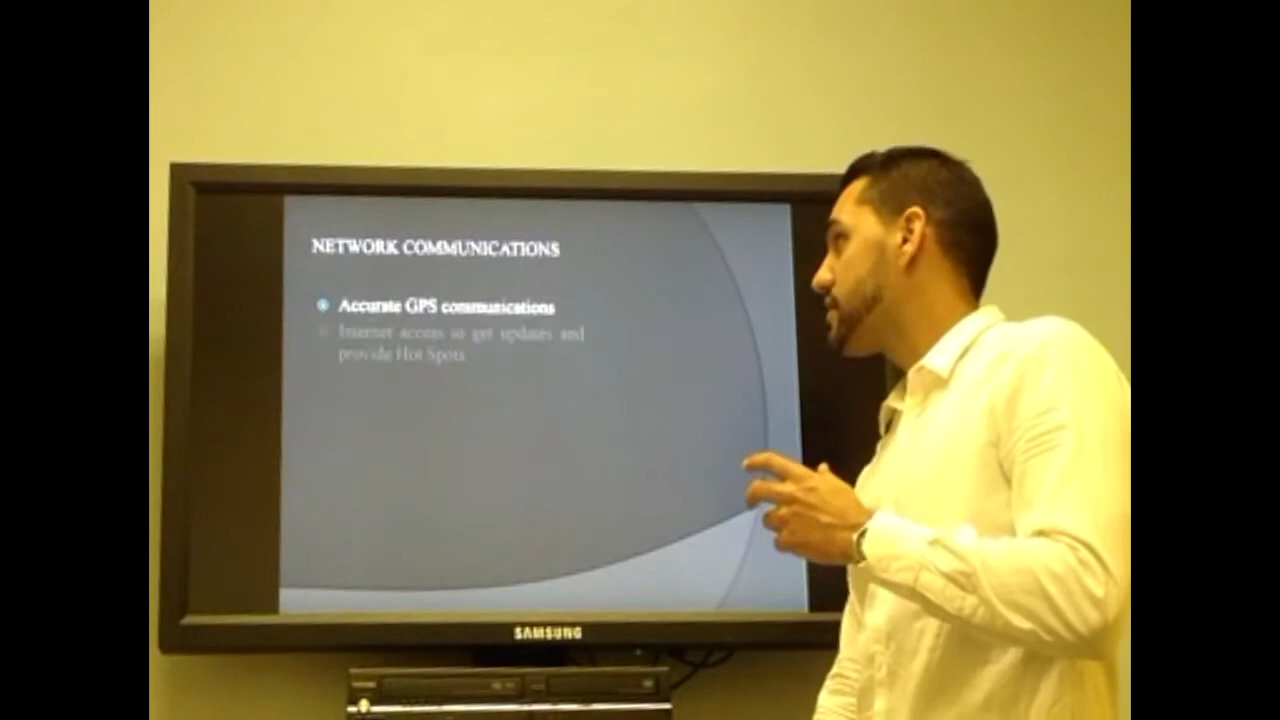 NETWORK COMMUNICATIONS
Accurate GPS communications
Internet access to get updates and
provide Hot Spots
SAMSUNG